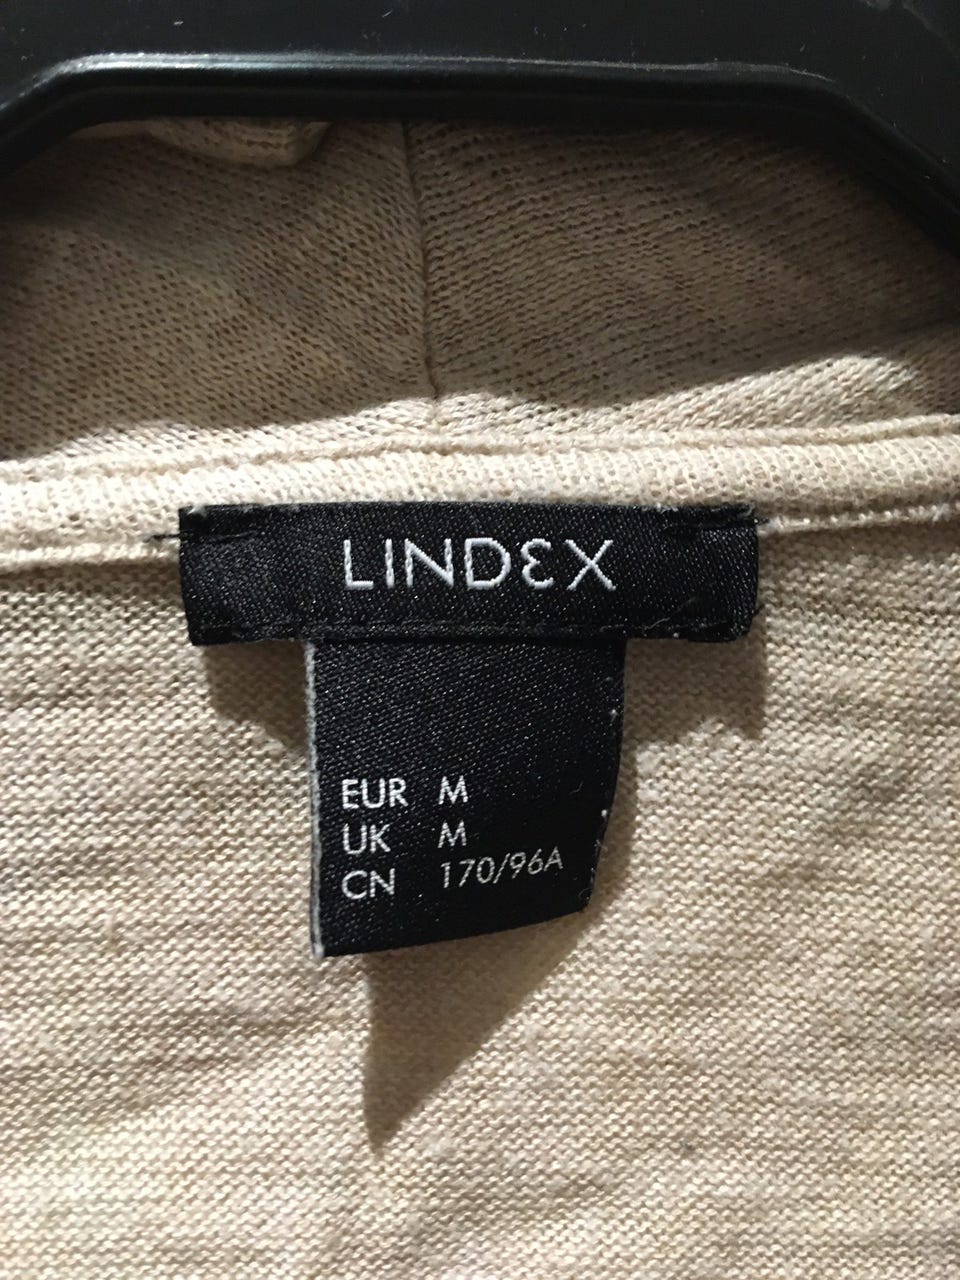 LINDEX
EUR M
UK M
CN 170/96A